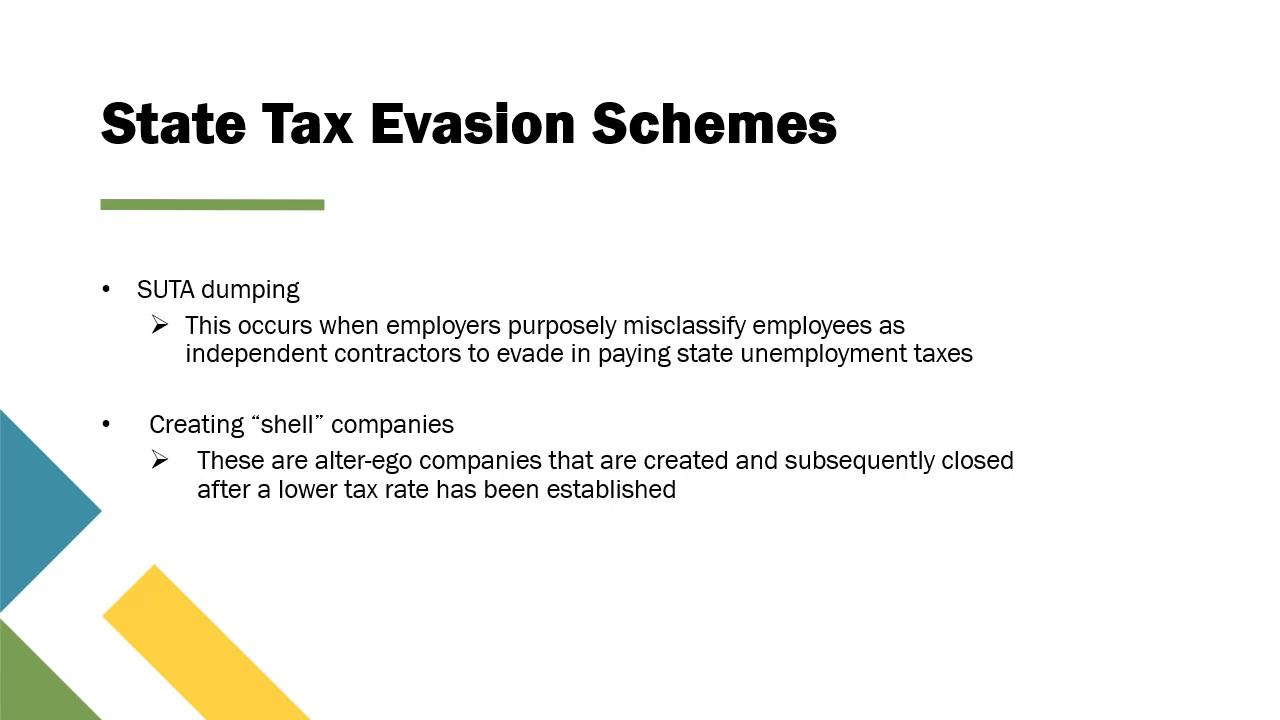 State Tax Evasion Schemes
• SUTA dumping
➢ This occurs when employers purposely misclassify employees as
independent contractors to evade in paying state unemployment taxes
• Creating “shell” companies
➢ These are alter-ego companies that are created and subsequently closed
after a lower tax rate has been established